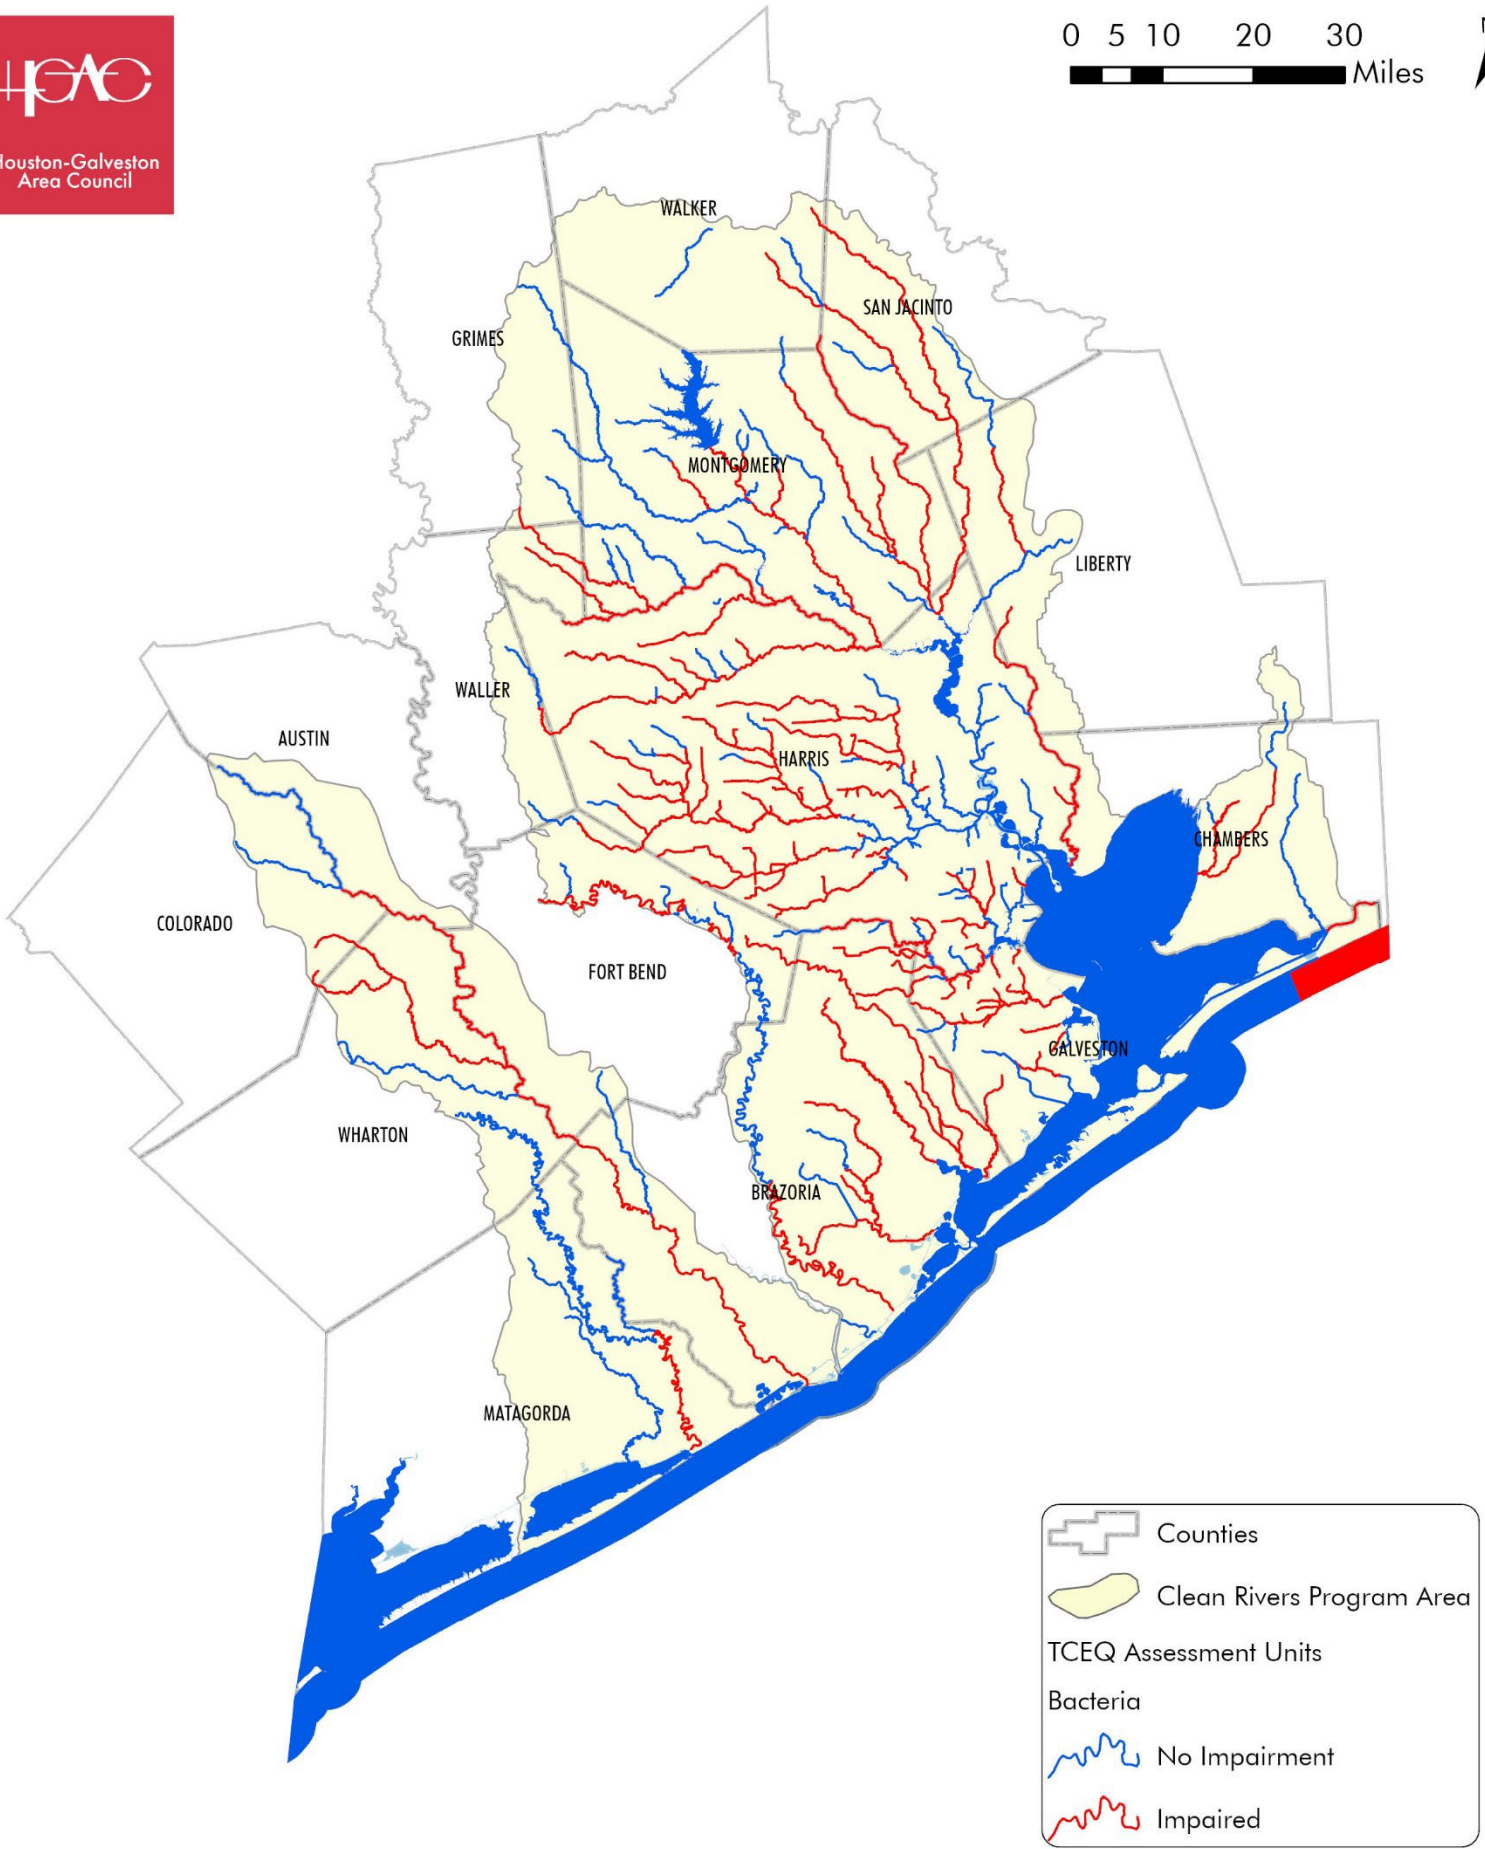 Houston-Galveston
Area Council
0 5 10 20 30
Miles
WALKER
SAN JACINTO
GRIMES
MONTGOMERY
LIBERTY
WALLER
AUSTIN
HARRIS
CHAMBERS
COLORADO
FORT BEND
GALVESTON
WHARTON
BRAZORIA
MATAGORDA
Counties
Clean Rivers Program Area
TCEQ Assessment Units
Bacteria
No Impairment
Impaired